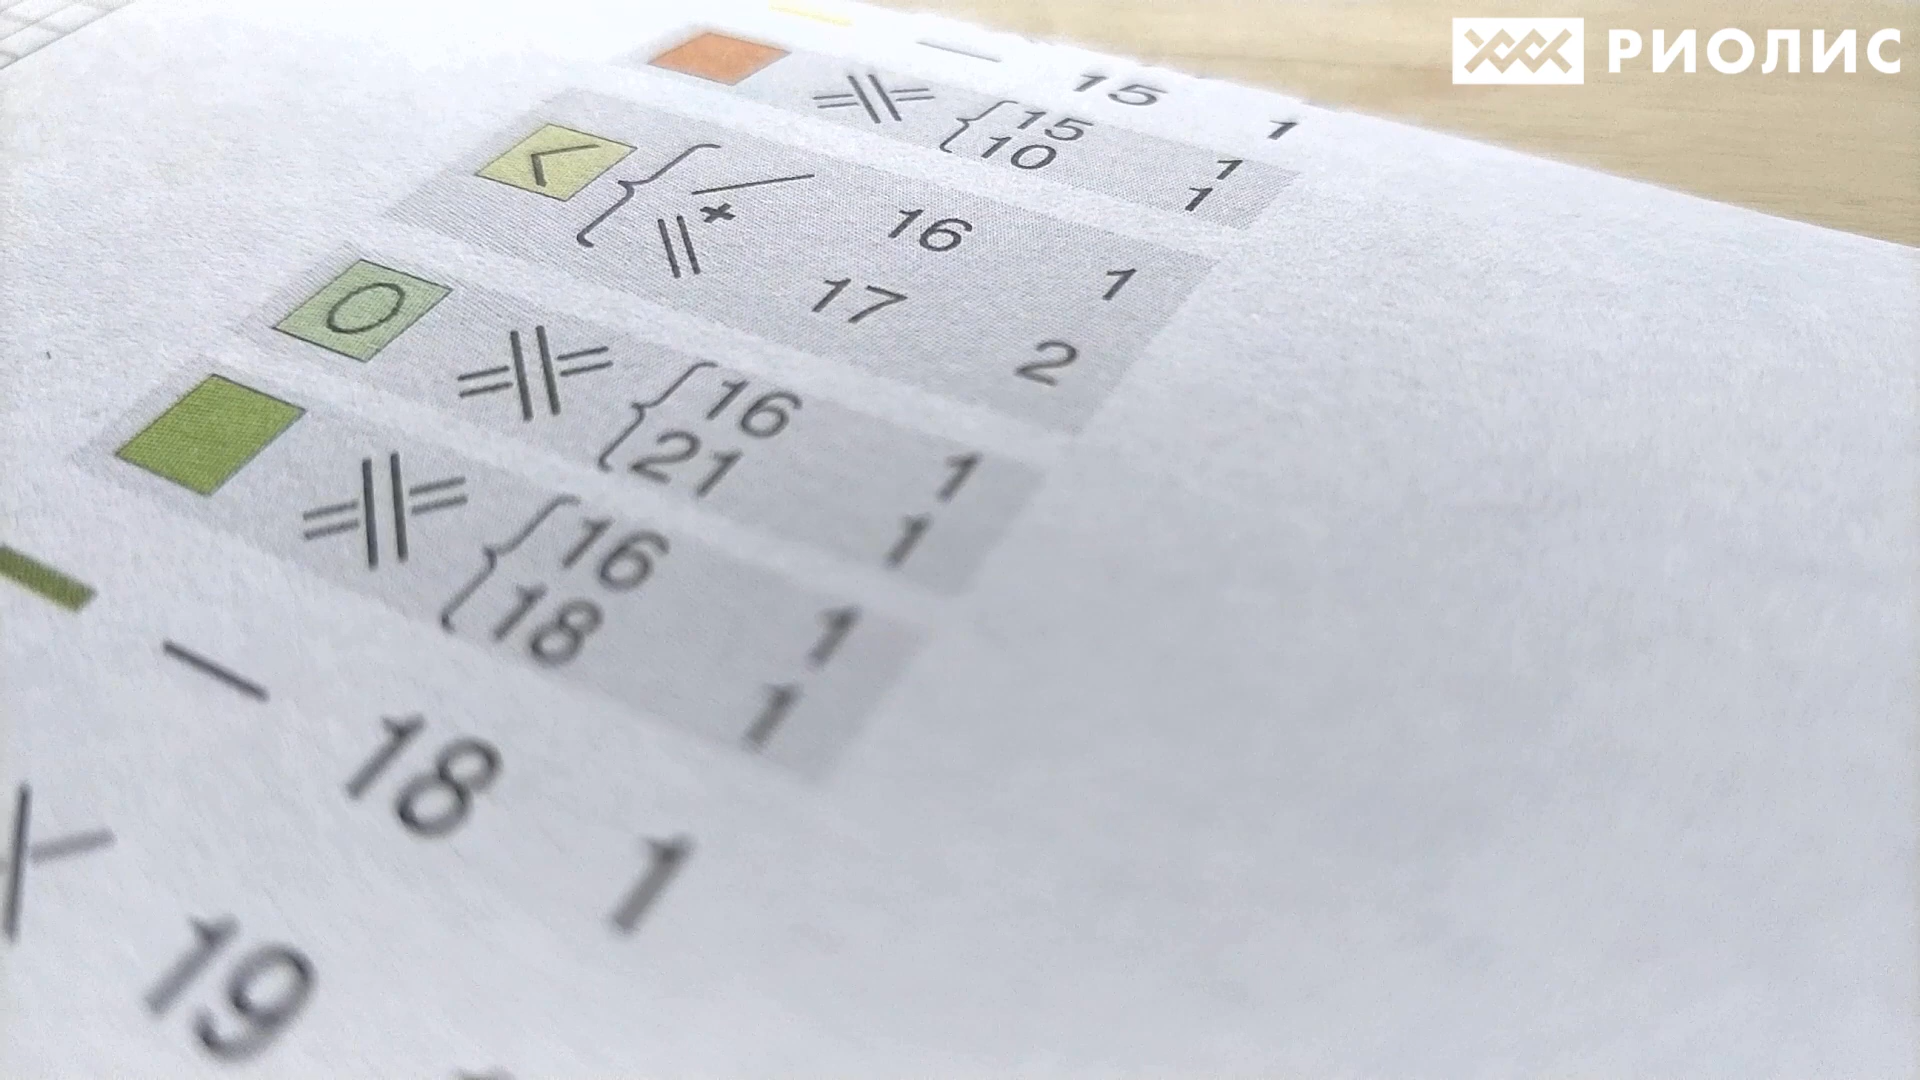 РИОЛИС
15 1
=||= { 15 1
10 1
< { / 16 1
||+ 17 2
O =||= { 16 1
21 1
=||= { 16 1
18 1
— 18 1
19